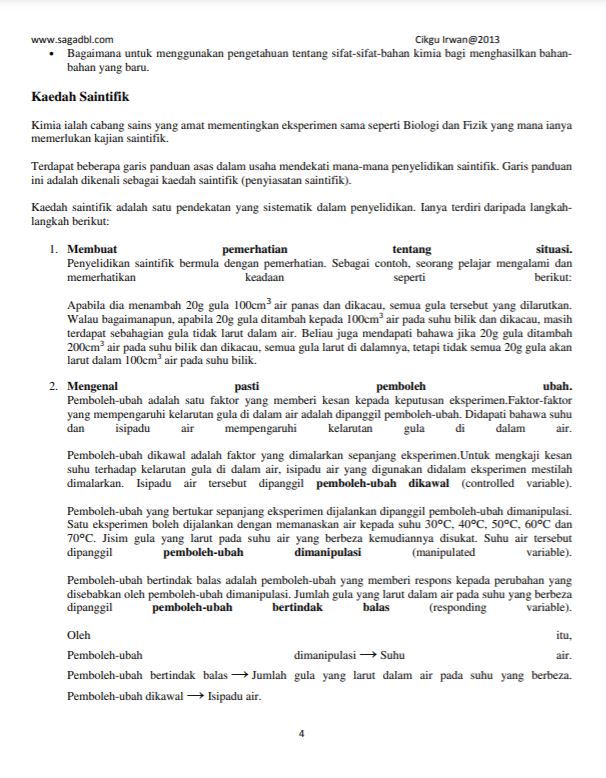 www.sagadbl.com Cikgu Irwan@2013
• Bagaimana untuk menggunakan pengetahuan tentang sifat-sifat-bahan kimia bagi menghasilkan bahan-
bahan yang baru.
Kaedah Saintifik
Kimia ialah cabang sains yang amat mementingkan eksperimen sama seperti Biologi dan Fizik yang mana ianya
memerlukan kajian saintifik.
Terdapat beberapa garis panduan asas dalam usaha mendekati mana-mana penyelidikan saintifik. Garis panduan
ini adalah dikenali sebagai kaedah saintifik (penyiasatan saintifik).
Kaedah saintifik adalah satu pendekatan yang sistematik dalam penyelidikan. Ianya terdiri daripada langkah-
langkah berikut:
1. Membuat pemerhatian tentang situasi.
Penyelidikan saintifik bermula dengan pemerhatian. Sebagai contoh, seorang pelajar mengalami dan
memerhatikan keadaan seperti berikut:
Apabila dia menambah 20g gula 100cm³ air panas dan dikacau, semua gula tersebut yang dilarutkan.
Walau bagaimanapun, apabila 20g gula ditambah kepada 100cm³ air pada suhu bilik dan dikacau, masih
terdapat sebahagian gula tidak larut dalam air. Beliau juga mendapati bahawa jika 20g gula ditambah
200cm³ air pada suhu bilik dan dikacau, semua gula larut di dalamnya, tetapi tidak semua 20g gula akan
larut dalam 100cm³ air pada suhu bilik.
2. Mengenal pasti pemboleh ubah.
Pemboleh-ubah adalah satu faktor yang memberi kesan kepada keputusan eksperimen.Faktor-faktor
yang mempengaruhi kelarutan gula di dalam air adalah dipanggil pemboleh-ubah. Didapati bahawa suhu
dan isipadu air mempengaruhi kelarutan gula di dalam air.
Pemboleh-ubah dikawal adalah faktor yang dimalarkan sepanjang eksperimen.Untuk mengkaji kesan
suhu terhadap kelarutan gula di dalam air, isipadu air yang digunakan didalam eksperimen mestilah
dimalarkan. Isipadu air tersebut dipanggil pemboleh-ubah dikawal (controlled variable).
Pemboleh-ubah yang bertukar sepanjang eksperimen dijalankan dipanggil pemboleh-ubah dimanipulasi.
Satu eksperimen boleh dijalankan dengan memanaskan air kepada suhu 30ºC, 40ºC, 50ºC, 60ºC dan
70ºC. Jisim gula yang larut pada suhu air yang berbeza kemudiannya disukat. Suhu air tersebut
dipanggil pemboleh-ubah dimanipulasi (manipulated variable).
Pemboleh-ubah bertindak balas adalah pemboleh-ubah yang memberi respons kepada perubahan yang
disebabkan oleh pemboleh-ubah dimanipulasi. Jumlah gula yang larut dalam air pada suhu yang berbeza
dipanggil pemboleh-ubah bertindak balas (responding variable).
Oleh itu,
Pemboleh-ubah dimanipulasi → Suhu air.
Pemboleh-ubah bertindak balas → Jumlah gula yang larut dalam air pada suhu yang berbeza.
Pemboleh-ubah dikawal → Isipadu air.
4